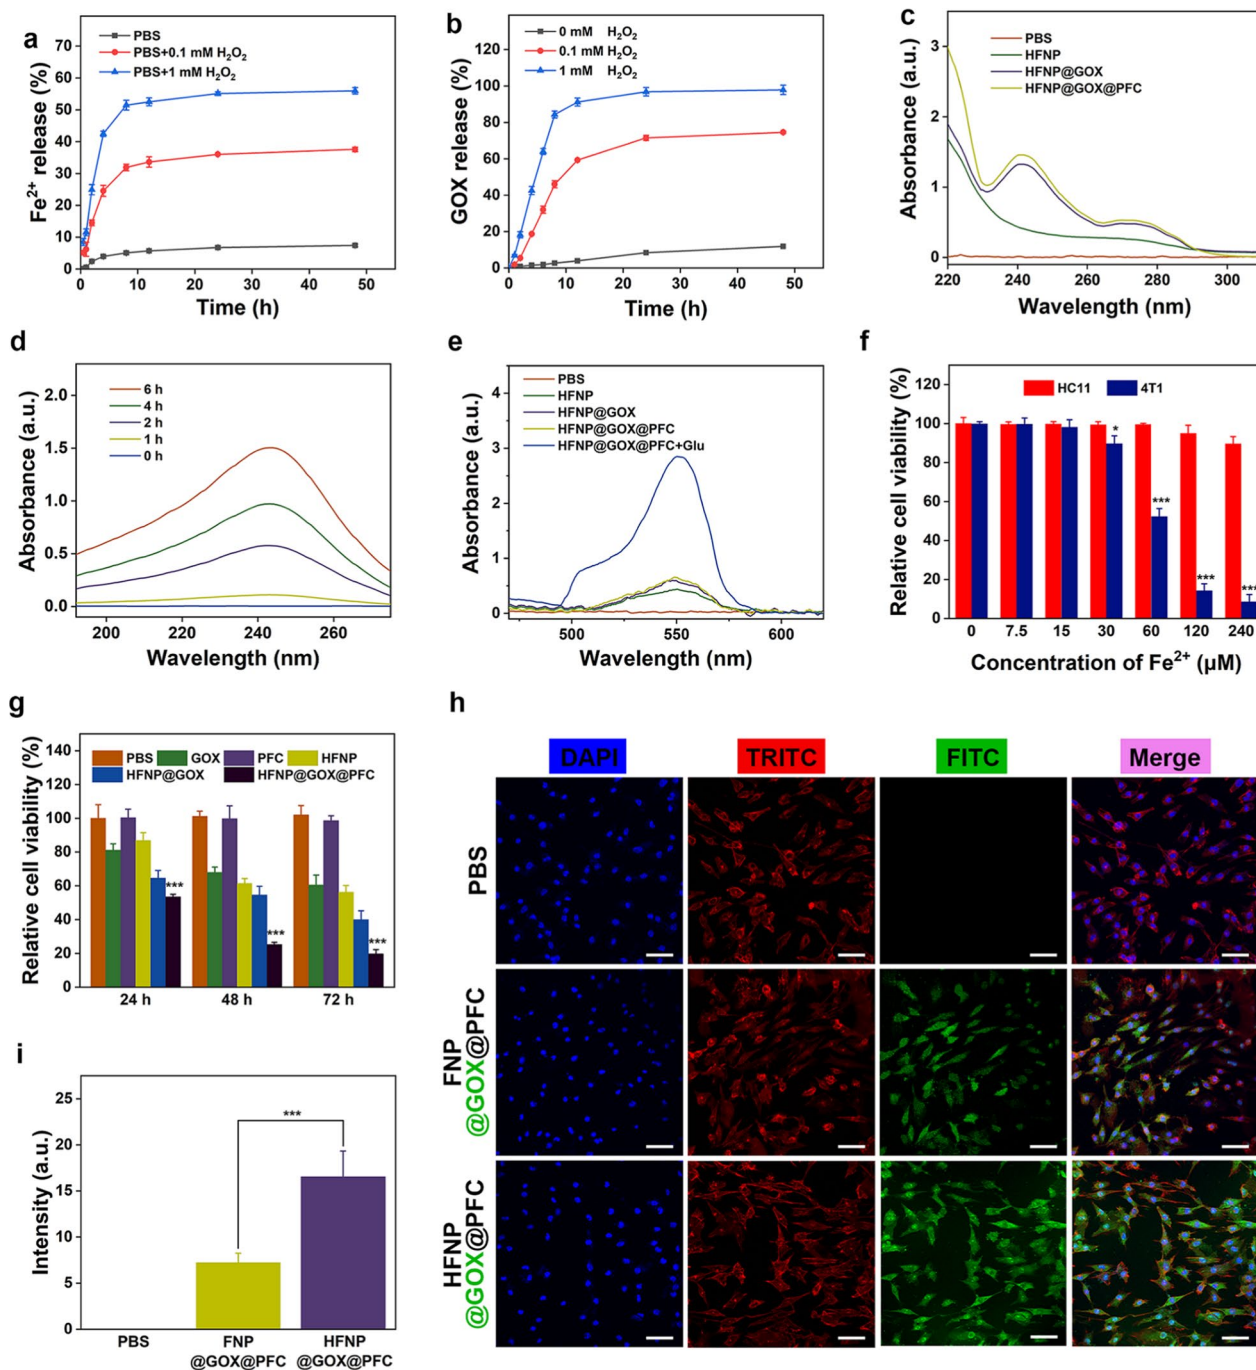 a
PBS
PBS+0.1 mM H₂O₂
PBS+1 mM H₂O₂
Fe²⁺ release (%)
70
60
50
40
30
20
10
0
0 10 20 30 40 50
Time (h)
b
0 mM H₂O₂
0.1 mM H₂O₂
1 mM H₂O₂
GOX release (%)
120
100
80
60
40
20
0
0 10 20 30 40 50
Time (h)
c
PBS
HFNP
HFNP@GOX
HFNP@GOX@PFC
Absorbance (a.u.)
3
2
1
0
220 240 260 280 300
Wavelength (nm)
d
6 h
4 h
2 h
1 h
0 h
Absorbance (a.u.)
2.0
1.5
1.0
0.5
0.0
200 220 240 260
Wavelength (nm)
e
PBS
HFNP
HFNP@GOX
HFNP@GOX@PFC
HFNP@GOX@PFC+Glu
Absorbance (a.u.)
4
3
2
1
0
500 550 600
Wavelength (nm)
f
HC11 4T1
Relative cell viability (%)
120
100
80
60
40
20
0
* *** *** ***
0 7.5 15 30 60 120 240
Concentration of Fe²⁺ (μM)
g
PBS GOX PFC HFNP
HFNP@GOX HFNP@GOX@PFC
Relative cell viability (%)
140
120
100
80
60
40
20
0
*** *** ***
24 h 48 h 72 h
h
DAPI TRITC FITC Merge
PBS
FNP
@GOX@PFC
HFNP
@GOX@PFC
i
Intensity (a.u.)
25
20
15
10
5
0
***
PBS FNP HFNP
@GOX@PFC @GOX@PFC